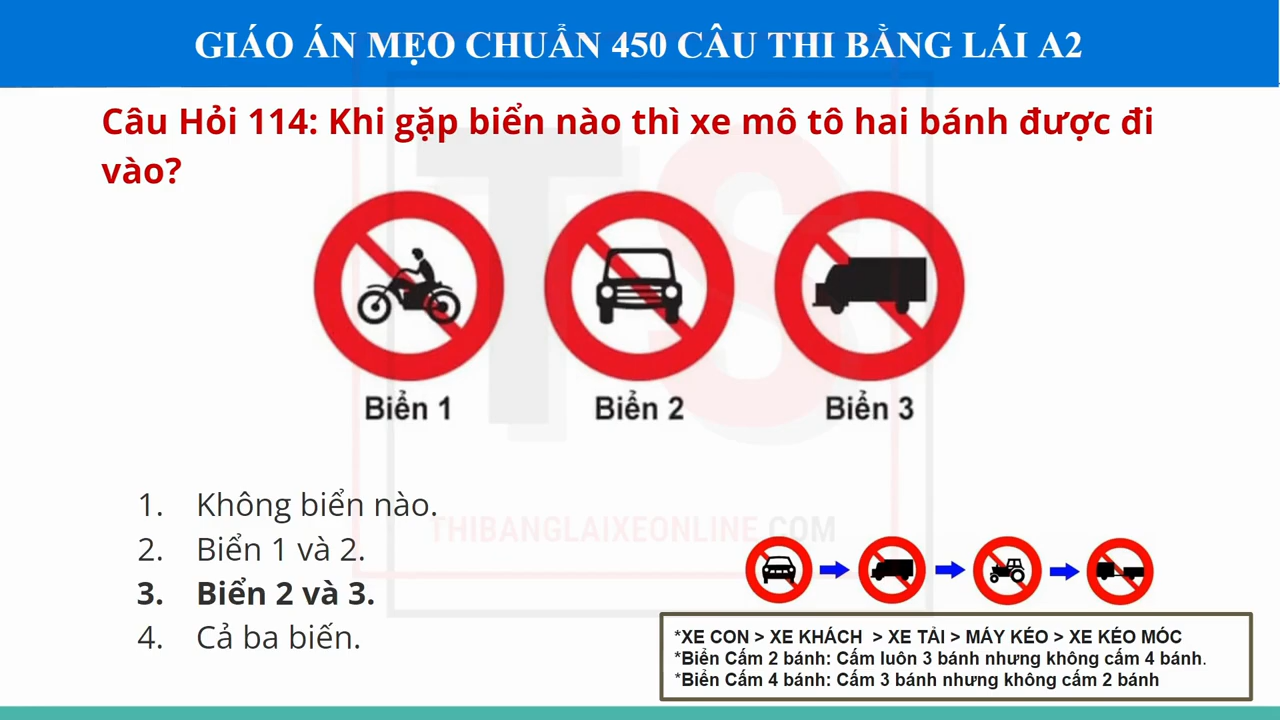 GIÁO ÁN MẸO CHUẨN 450 CÂU THI BẰNG LÁI A2
Câu Hỏi 114: Khi gặp biển nào thì xe mô tô hai bánh được đi
vào?
Biển 1
Biển 2
Biển 3
1. Không biển nào.
2. Biển 1 và 2.
3. Biển 2 và 3.
4. Cả ba biến.
THIBANGLAIXEONLINE.COM
*XE CON > XE KHÁCH > XE TẢI > MÁY KÉO > XE KÉO MÓC
*Biển Cấm 2 bánh: Cấm luôn 3 bánh nhưng không cấm 4 bánh.
*Biển Cấm 4 bánh: Cấm 3 bánh nhưng không cấm 2 bánh